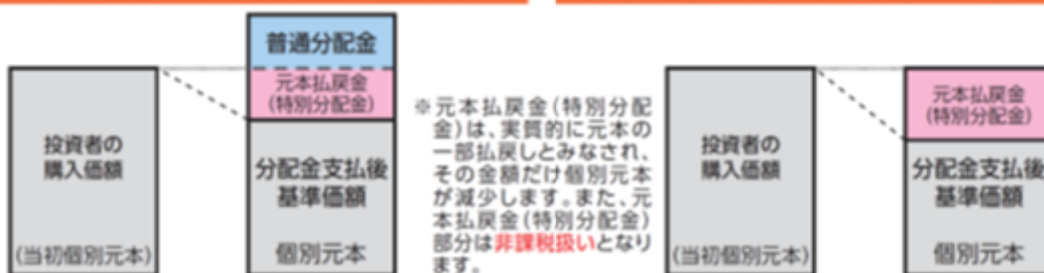 投資者の
購入価額
(当初個別元本)
普通分配金
元本払戻金
(特別分配金)
分配金支払後
基準価額
個別元本
※元本払戻金(特別分配
金)は、実質的に元本の
一部払戻しとみなされ、
その金額だけ個別元本
が減少します。また、元
本払戻金(特別分配金)
部分は非課税扱いとなり
ます。
投資者の
購入価額
(当初個別元本)
元本払戻金
(特別分配金)
分配金支払後
基準価額
個別元本